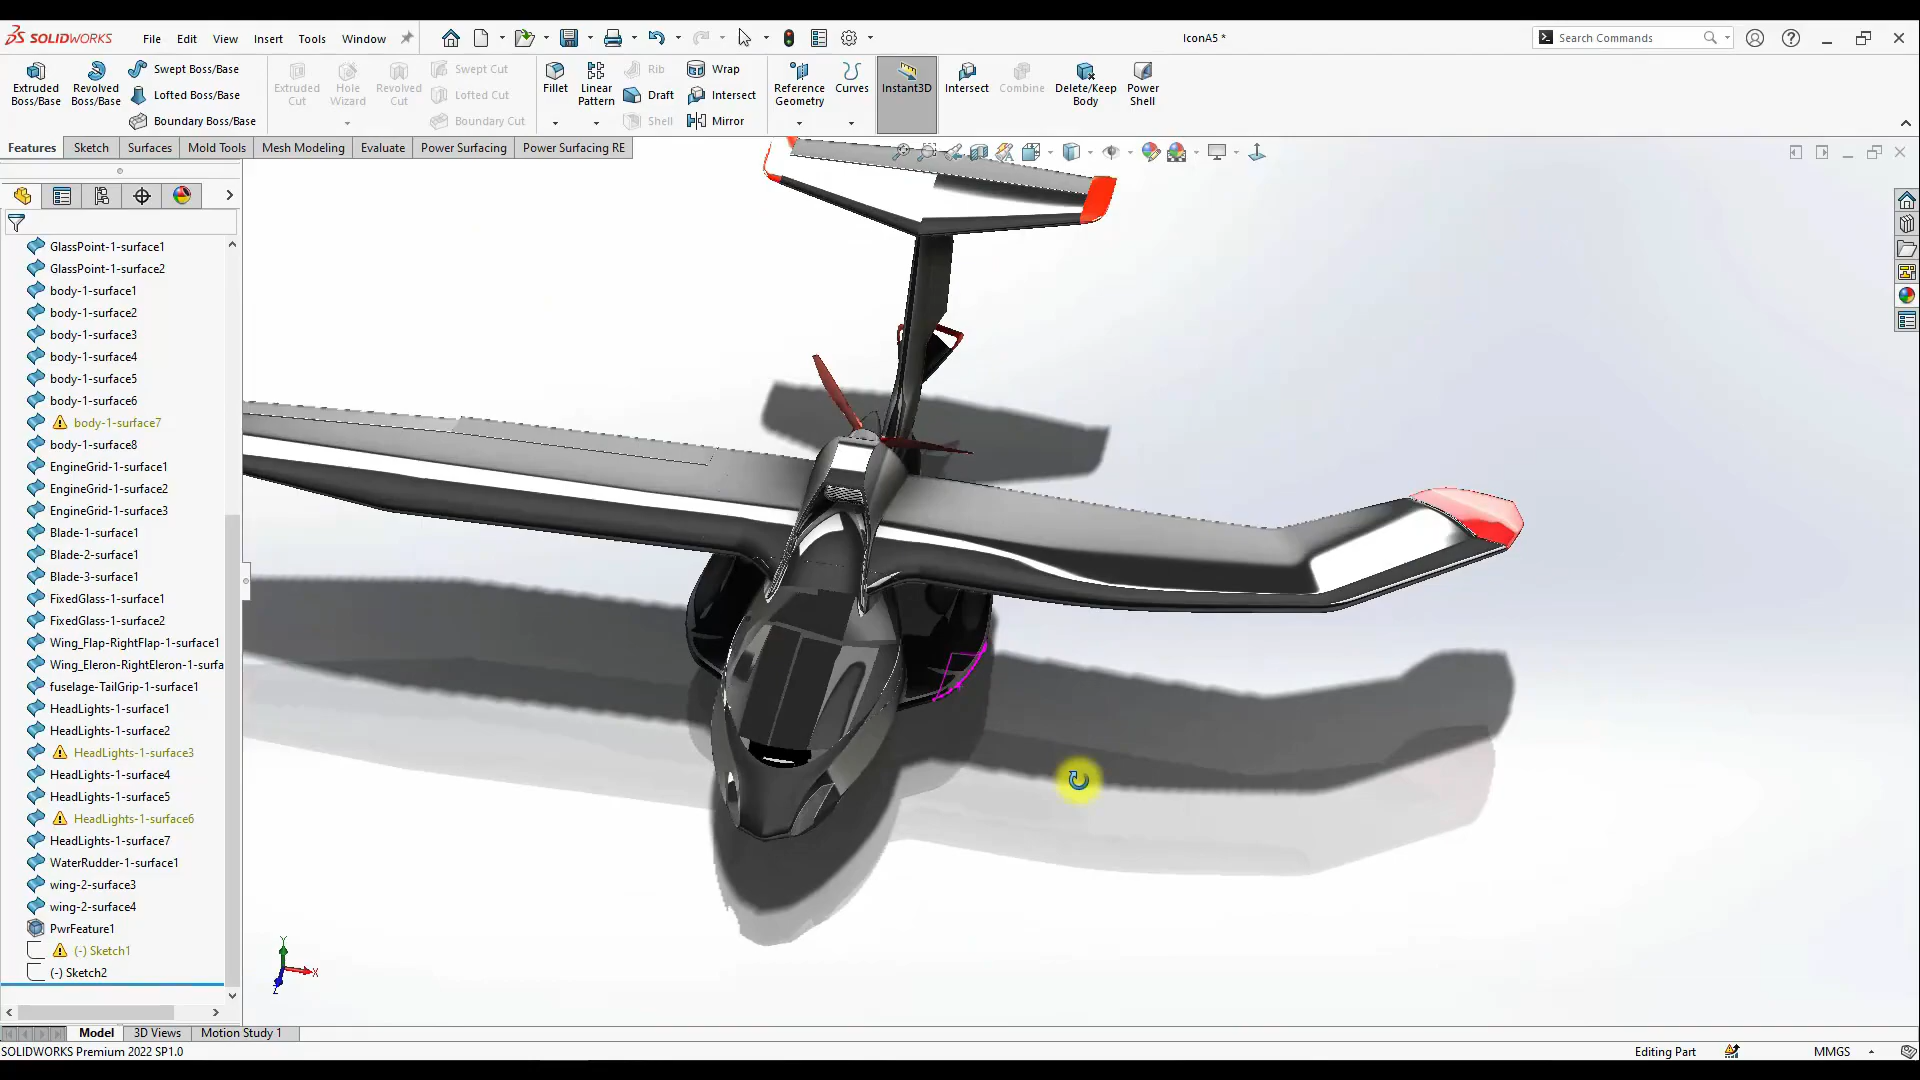 SOLIDWORKS File Edit View Insert Tools Window IconA5 * Search Commands
Extruded Boss/Base
Revolved Boss/Base
Swept Boss/Base
Lofted Boss/Base
Boundary Boss/Base
Extruded Cut
Hole Wizard
Revolved Cut
Swept Cut
Lofted Cut
Boundary Cut
Fillet
Linear Pattern
Rib
Draft
Shell
Wrap
Intersect
Mirror
Reference Geometry
Curves
Instant3D
Intersect
Combine
Delete/Keep Body
Power Shell
Features Sketch Surfaces Mold Tools Mesh Modeling Evaluate Power Surfacing Power Surfacing RE
GlassPoint-1-surface1
GlassPoint-1-surface2
body-1-surface1
body-1-surface2
body-1-surface3
body-1-surface4
body-1-surface5
body-1-surface6
body-1-surface7
body-1-surface8
EngineGrid-1-surface1
EngineGrid-1-surface2
EngineGrid-1-surface3
Blade-1-surface1
Blade-2-surface1
Blade-3-surface1
FixedGlass-1-surface1
FixedGlass-1-surface2
Wing_Flap-RightFlap-1-surface1
Wing_Eleron-RightEleron-1-surfa
fuselage-TailGrip-1-surface1
HeadLights-1-surface1
HeadLights-1-surface2
HeadLights-1-surface3
HeadLights-1-surface4
HeadLights-1-surface5
HeadLights-1-surface6
HeadLights-1-surface7
WaterRudder-1-surface1
wing-2-surface3
wing-2-surface4
PwrFeature1
(-) Sketch1
(-) Sketch2
Y
X
Z
Model 3D Views Motion Study 1
SOLIDWORKS Premium 2022 SP1.0 Editing Part MMGS